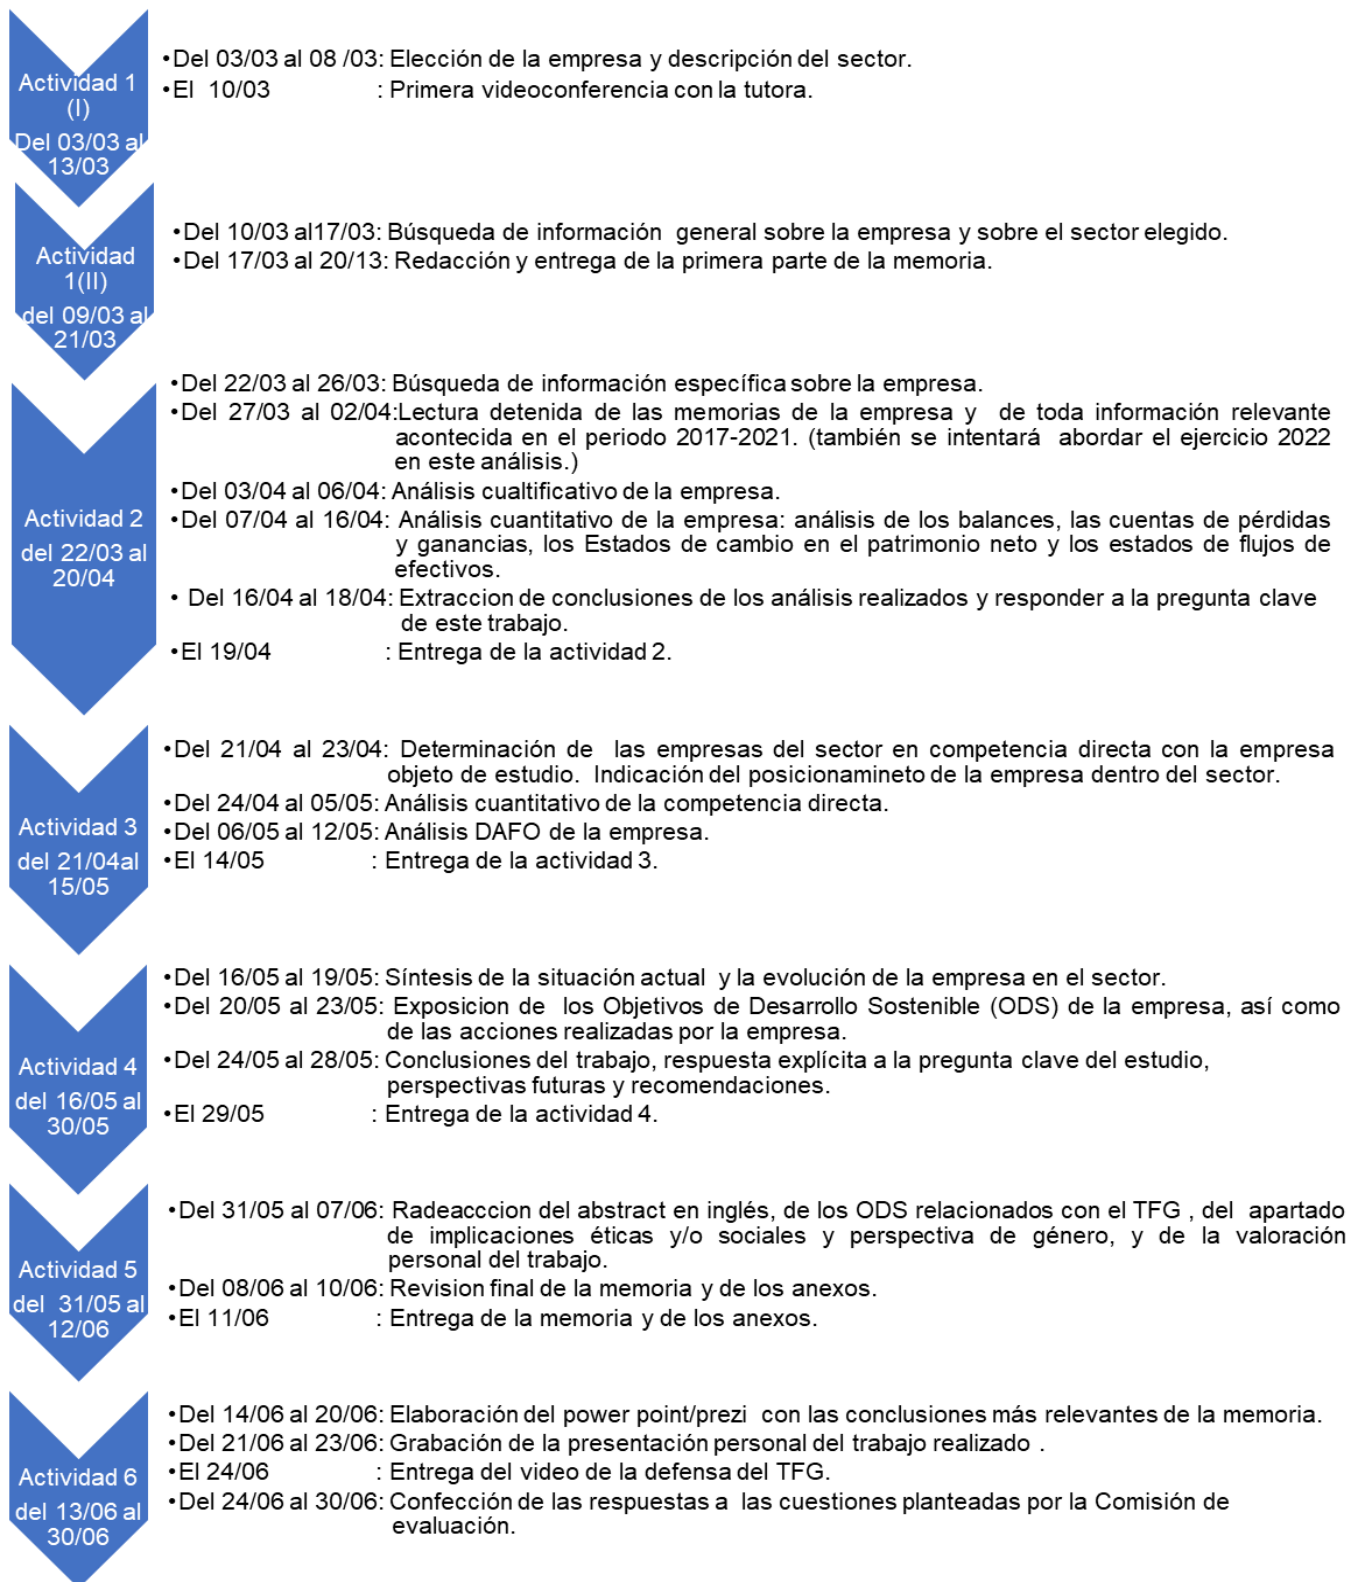 Actividad 1
(I)
Del 03/03 al
13/03
•Del 03/03 al 08 /03: Elección de la empresa y descripción del sector.
•El 10/03 : Primera videoconferencia con la tutora.
Actividad
1(II)
del 09/03 al
21/03
•Del 10/03 al17/03: Búsqueda de información general sobre la empresa y sobre el sector elegido.
•Del 17/03 al 20/13: Redacción y entrega de la primera parte de la memoria.
Actividad 2
del 22/03 al
20/04
•Del 22/03 al 26/03: Búsqueda de información específica sobre la empresa.
•Del 27/03 al 02/04:Lectura detenida de las memorias de la empresa y de toda información relevante
acontecida en el periodo 2017-2021. (también se intentará abordar el ejercicio 2022
en este análisis.)
•Del 03/04 al 06/04: Análisis cualtificativo de la empresa.
•Del 07/04 al 16/04: Análisis cuantitativo de la empresa: análisis de los balances, las cuentas de pérdidas
y ganancias, los Estados de cambio en el patrimonio neto y los estados de flujos de
efectivos.
• Del 16/04 al 18/04: Extraccion de conclusiones de los análisis realizados y responder a la pregunta clave
de este trabajo.
•El 19/04 : Entrega de la actividad 2.
Actividad 3
del 21/04al
15/05
•Del 21/04 al 23/04: Determinación de las empresas del sector en competencia directa con la empresa
objeto de estudio. Indicación del posicionamineto de la empresa dentro del sector.
•Del 24/04 al 05/05: Análisis cuantitativo de la competencia directa.
•Del 06/05 al 12/05: Análisis DAFO de la empresa.
•El 14/05 : Entrega de la actividad 3.
Actividad 4
del 16/05 al
30/05
•Del 16/05 al 19/05: Síntesis de la situación actual y la evolución de la empresa en el sector.
•Del 20/05 al 23/05: Exposicion de los Objetivos de Desarrollo Sostenible (ODS) de la empresa, así como
de las acciones realizadas por la empresa.
•Del 24/05 al 28/05: Conclusiones del trabajo, respuesta explícita a la pregunta clave del estudio,
perspectivas futuras y recomendaciones.
•El 29/05 : Entrega de la actividad 4.
Actividad 5
del 31/05 al
12/06
•Del 31/05 al 07/06: Radeacccion del abstract en inglés, de los ODS relacionados con el TFG , del apartado
de implicaciones éticas y/o sociales y perspectiva de género, y de la valoración
personal del trabajo.
•Del 08/06 al 10/06: Revision final de la memoria y de los anexos.
•El 11/06 : Entrega de la memoria y de los anexos.
Actividad 6
del 13/06 al
30/06
•Del 14/06 al 20/06: Elaboración del power point/prezi con las conclusiones más relevantes de la memoria.
•Del 21/06 al 23/06: Grabación de la presentación personal del trabajo realizado .
•El 24/06 : Entrega del video de la defensa del TFG.
•Del 24/06 al 30/06: Confección de las respuestas a las cuestiones planteadas por la Comisión de
evaluación.